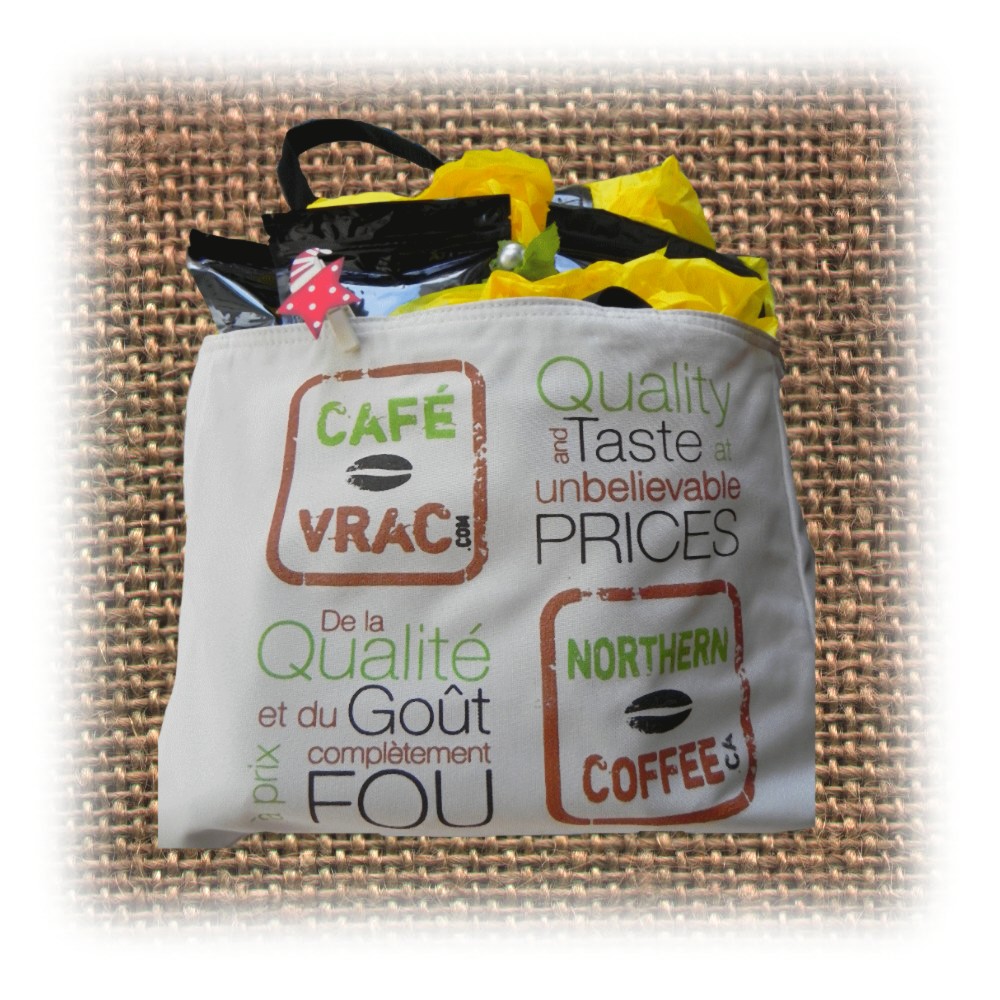 CAFÉ
VRAC.COM
Quality
and Taste at
unbelievable
PRICES
De la
Qualité
et du Goût
à prix complètement
FOU
NORTHERN
COFFEE.CA